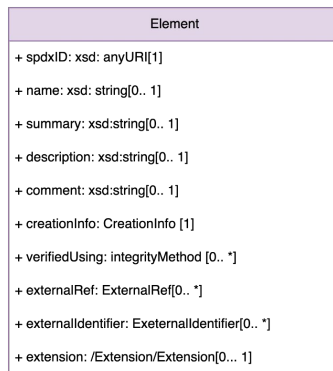 Element
+ spdxID: xsd: anyURI[1]
+ name: xsd: string[0.. 1]
+ summary: xsd:string[0.. 1]
+ description: xsd:string[0.. 1]
+ comment: xsd:string[0.. 1]
+ creationInfo: CreationInfo [1]
+ verifiedUsing: integrityMethod [0.. *]
+ externalRef: ExternalRef[0.. *]
+ externalIdentifier: ExeternalIdentifier[0.. *]
+ extension: /Extension/Extension[0... 1]